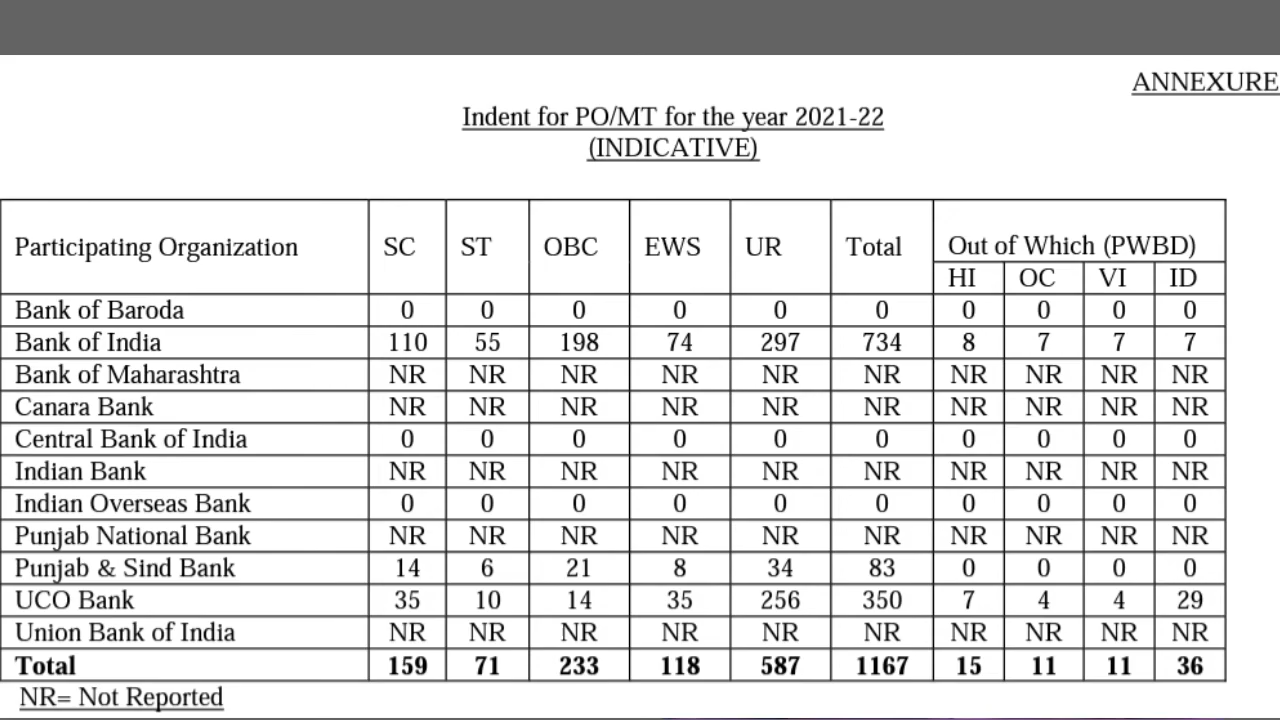 ANNEXURE
Indent for PO/MT for the year 2021-22
(INDICATIVE)
Participating Organization SC ST OBC EWS UR Total Out of Which (PWBD)
HI OC VI ID
Bank of Baroda 0 0 0 0 0 0 0 0 0 0
Bank of India 110 55 198 74 297 734 8 7 7 7
Bank of Maharashtra NR NR NR NR NR NR NR NR NR NR
Canara Bank NR NR NR NR NR NR NR NR NR NR
Central Bank of India 0 0 0 0 0 0 0 0 0 0
Indian Bank NR NR NR NR NR NR NR NR NR NR
Indian Overseas Bank 0 0 0 0 0 0 0 0 0 0
Punjab National Bank NR NR NR NR NR NR NR NR NR NR
Punjab & Sind Bank 14 6 21 8 34 83 0 0 0 0
UCO Bank 35 10 14 35 256 350 7 4 4 29
Union Bank of India NR NR NR NR NR NR NR NR NR NR
Total 159 71 233 118 587 1167 15 11 11 36
NR= Not Reported